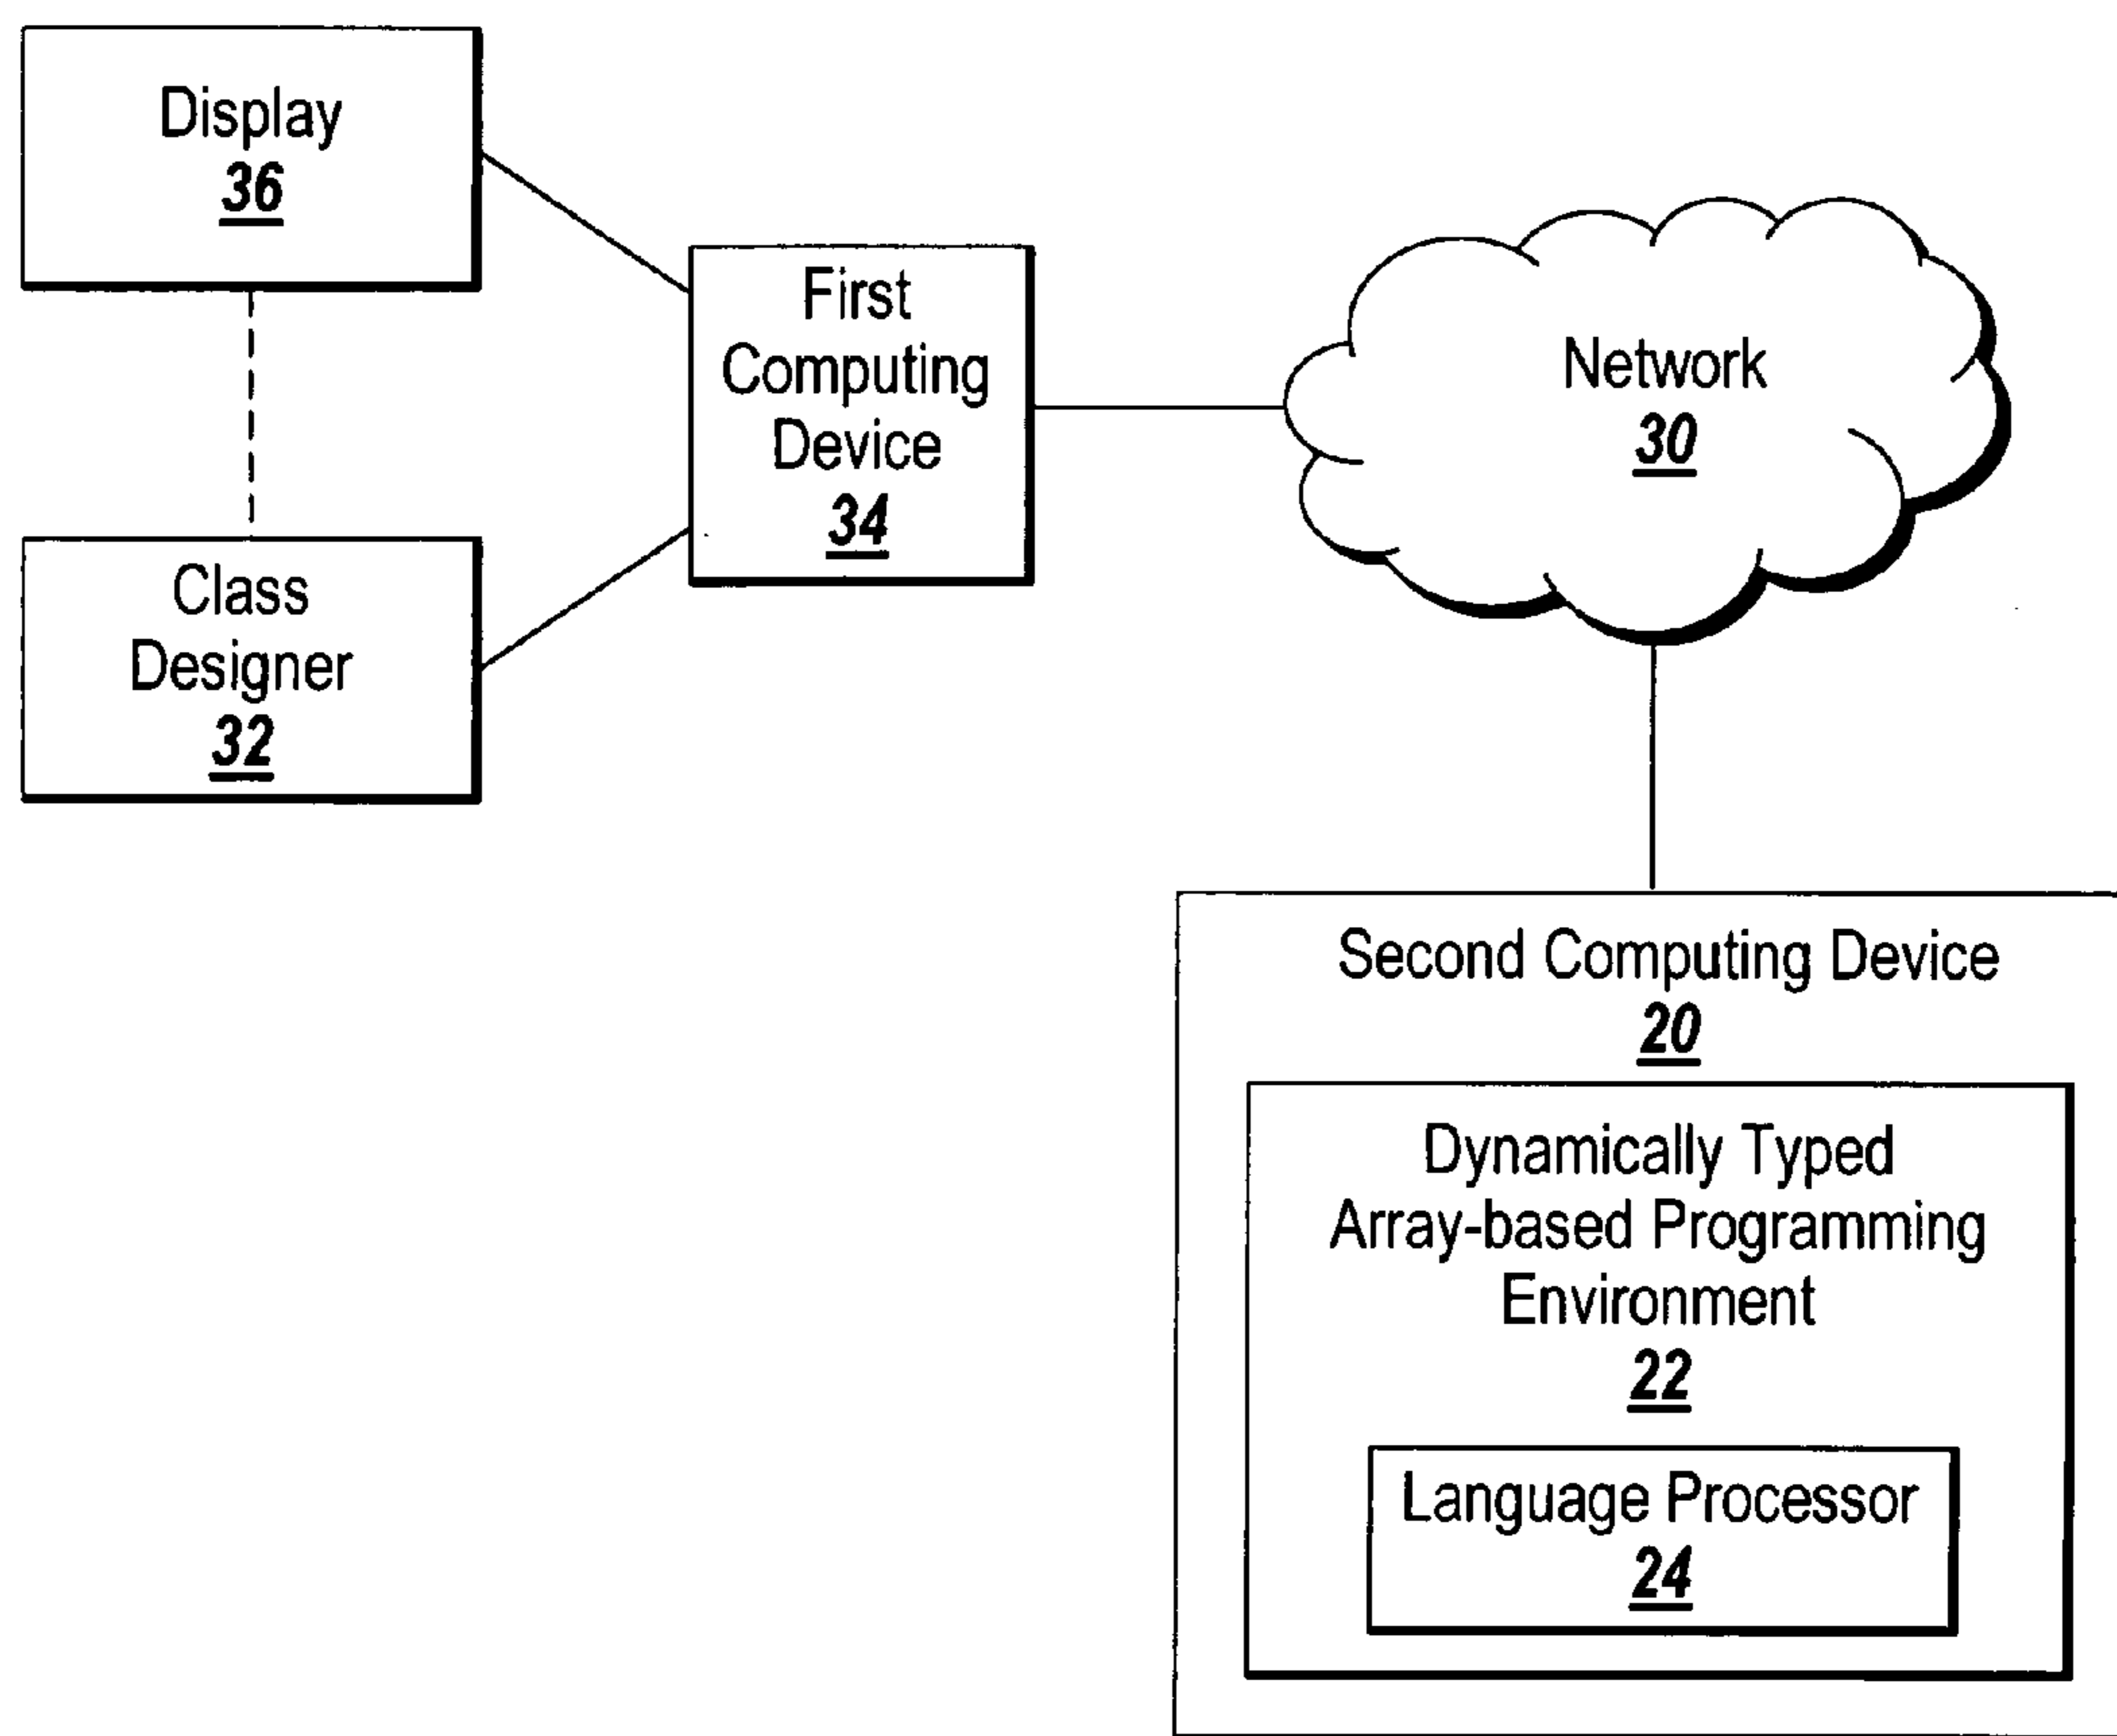 Display
36
First
Computing
Device
34
Network
30
Class
Designer
32
Second Computing Device
20
Dynamically Typed
Array-based Programming
Environment
22
Language Processor
24